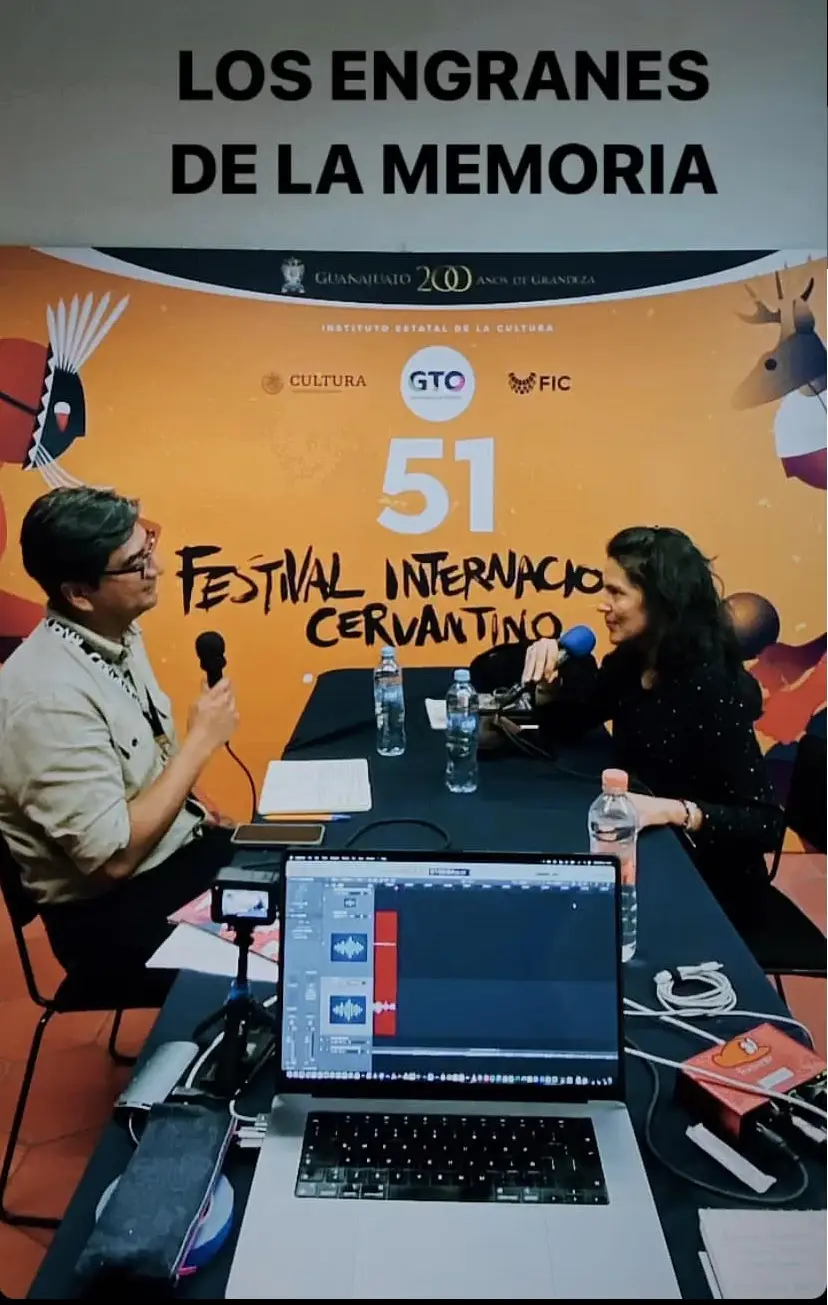 LOS ENGRANES
DE LA MEMORIA
GUANAJUATO 200 AÑOS DE GRANDEZA
INSTITUTO ESTATAL DE LA CULTURA
CULTURA
GTO
FIC
51
FESTIVAL INTERNACIO
CERVANTINO